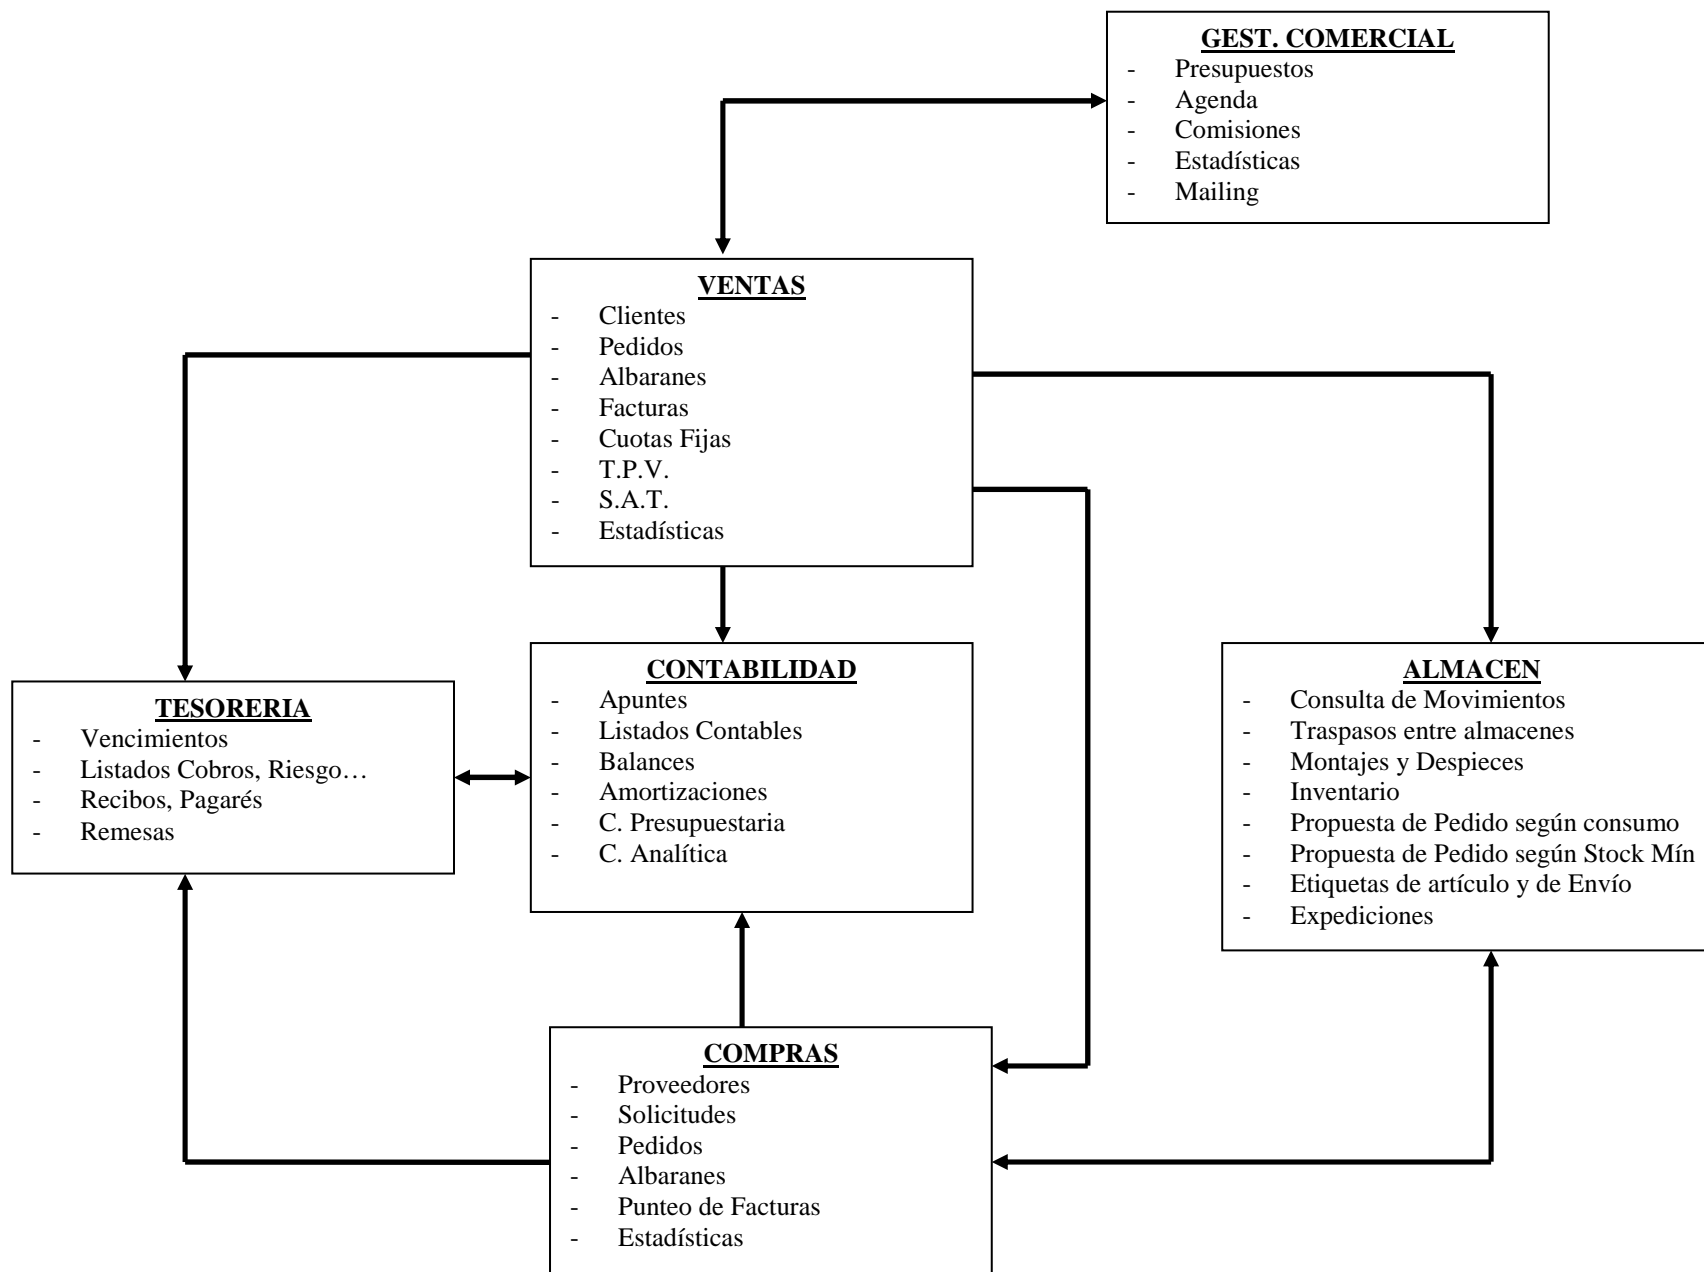 GEST. COMERCIAL
- Presupuestos
- Agenda
- Comisiones
- Estadísticas
- Mailing
VENTAS
- Clientes
- Pedidos
- Albaranes
- Facturas
- Cuotas Fijas
- T.P.V.
- S.A.T.
- Estadísticas
TESORERIA
- Vencimientos
- Listados Cobros, Riesgo…
- Recibos, Pagarés
- Remesas
CONTABILIDAD
- Apuntes
- Listados Contables
- Balances
- Amortizaciones
- C. Presupuestaria
- C. Analítica
ALMACEN
- Consulta de Movimientos
- Traspasos entre almacenes
- Montajes y Despieces
- Inventario
- Propuesta de Pedido según consumo
- Propuesta de Pedido según Stock Mín
- Etiquetas de artículo y de Envío
- Expediciones
COMPRAS
- Proveedores
- Solicitudes
- Pedidos
- Albaranes
- Punteo de Facturas
- Estadísticas